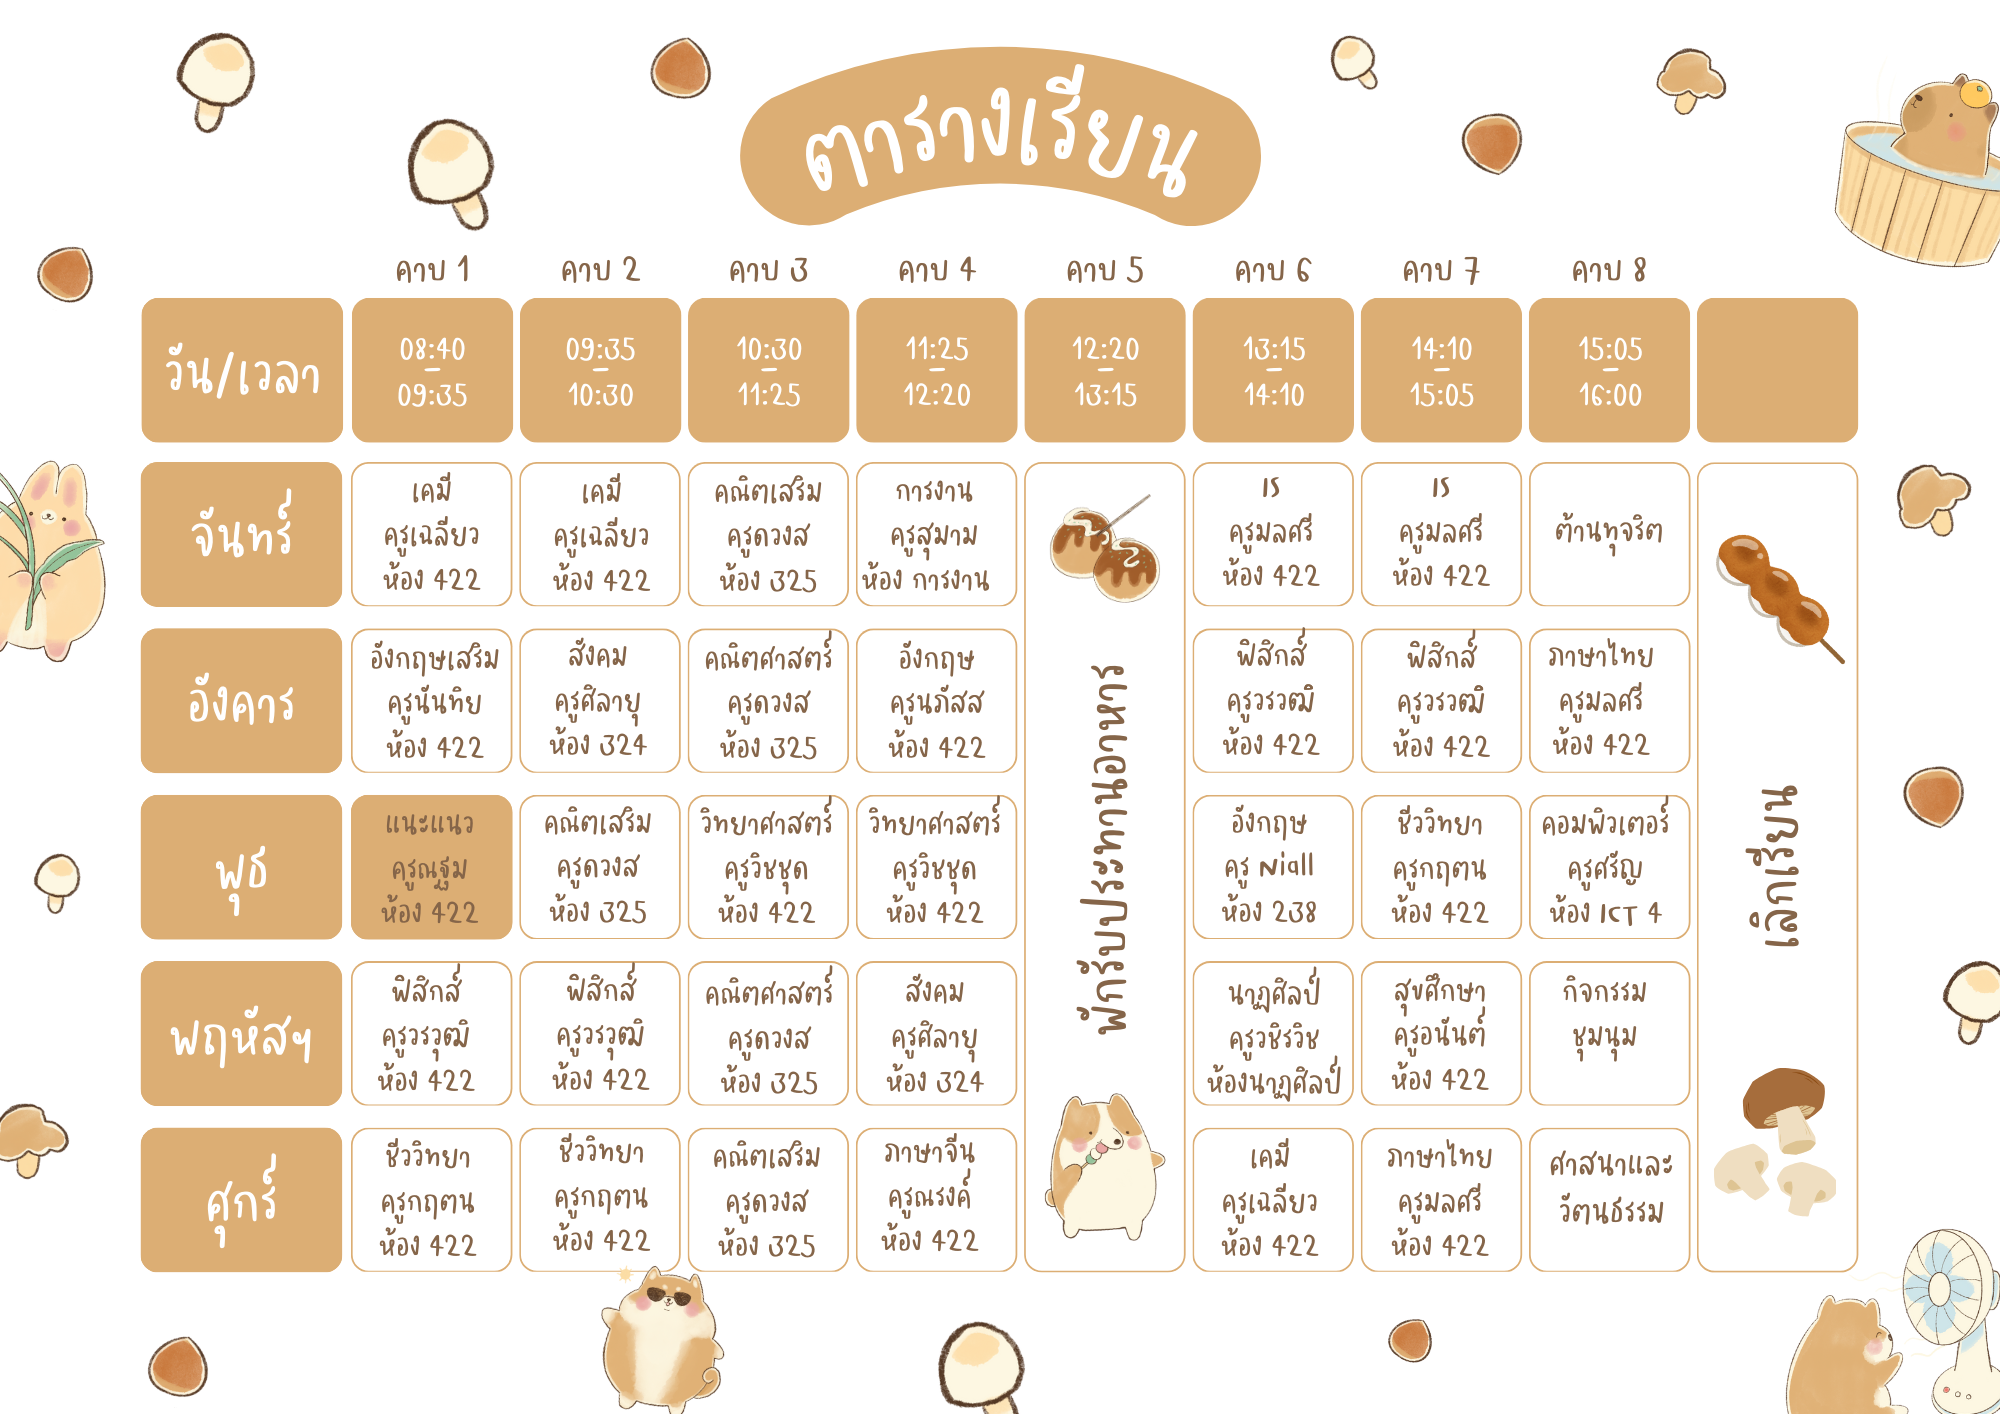 ตารางเรียน
คาบ 1
คาบ 2
คาบ 3
คาบ 4
คาบ 5
คาบ 6
คาบ 7
คาบ 8
วัน/เวลา
08:40
–
09:35
09:35
–
10:30
10:30
–
11:25
11:25
–
12:20
12:20
–
13:15
13:15
–
14:10
14:10
–
15:05
15:05
–
16:00
จันทร์
เคมี
ครูเฉลียว
ห้อง 422
เคมี
ครูเฉลียว
ห้อง 422
คณิตเสริม
ครูดวงส
ห้อง 325
การงาน
ครูสุมาม
ห้อง การงาน
พักรับประทานอาหาร
IS
ครูมลศรี
ห้อง 422
IS
ครูมลศรี
ห้อง 422
ต้านทุจริต
เลิกเรียน
อังคาร
อังกฤษเสริม
ครูนันทิย
ห้อง 422
สังคม
ครูศิลายุ
ห้อง 324
คณิตศาสตร์
ครูดวงส
ห้อง 325
อังกฤษ
ครูนภัสส
ห้อง 422
ฟิสิกส์
ครูวรวุฒิ
ห้อง 422
ฟิสิกส์
ครูวรวุฒิ
ห้อง 422
ภาษาไทย
ครูมลศรี
ห้อง 422
พุธ
แนะแนว
ครูณฐม
ห้อง 422
คณิตเสริม
ครูดวงส
ห้อง 325
วิทยาศาสตร์
ครูวิชชุด
ห้อง 422
วิทยาศาสตร์
ครูวิชชุด
ห้อง 422
อังกฤษ
ครู Niall
ห้อง 238
ชีววิทยา
ครูกฤตน
ห้อง 422
คอมพิวเตอร์
ครูศรัญ
ห้อง ICT 4
พฤหัสฯ
ฟิสิกส์
ครูวรวุฒิ
ห้อง 422
ฟิสิกส์
ครูวรวุฒิ
ห้อง 422
คณิตศาสตร์
ครูดวงส
ห้อง 325
สังคม
ครูศิลายุ
ห้อง 324
นาฏศิลป์
ครูวชิรวิช
ห้องนาฏศิลป์
สุขศึกษา
ครูอนันต์
ห้อง 422
กิจกรรม
ชุมนุม
ศุกร์
ชีววิทยา
ครูกฤตน
ห้อง 422
ชีววิทยา
ครูกฤตน
ห้อง 422
คณิตเสริม
ครูดวงส
ห้อง 325
ภาษาจีน
ครูณรงค์
ห้อง 422
เคมี
ครูเฉลียว
ห้อง 422
ภาษาไทย
ครูมลศรี
ห้อง 422
ศาสนาและ
วัฒนธรรม